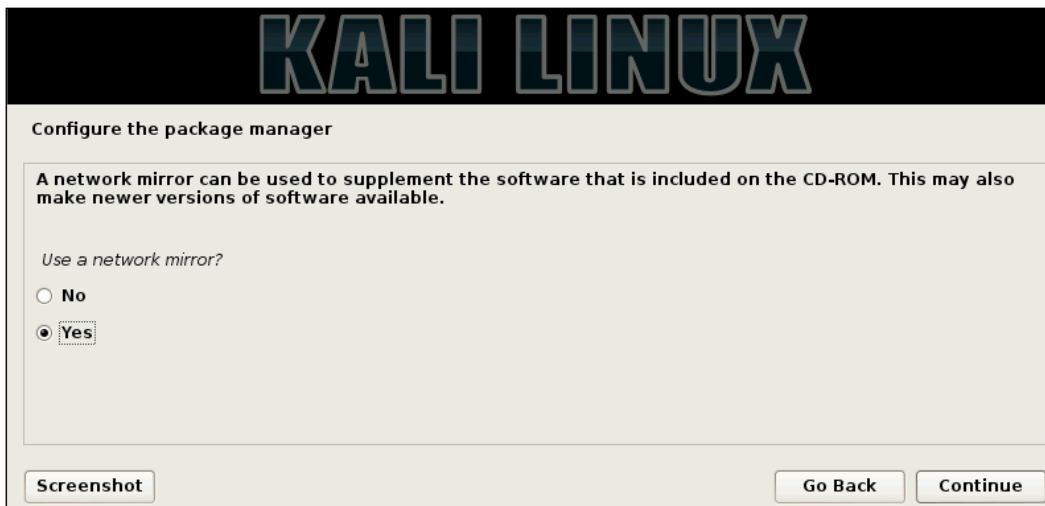 KALI LINUX
Configure the package manager
A network mirror can be used to supplement the software that is included on the CD-ROM. This may also
make newer versions of software available.
Use a network mirror?
No
Yes
Screenshot
Go Back
Continue